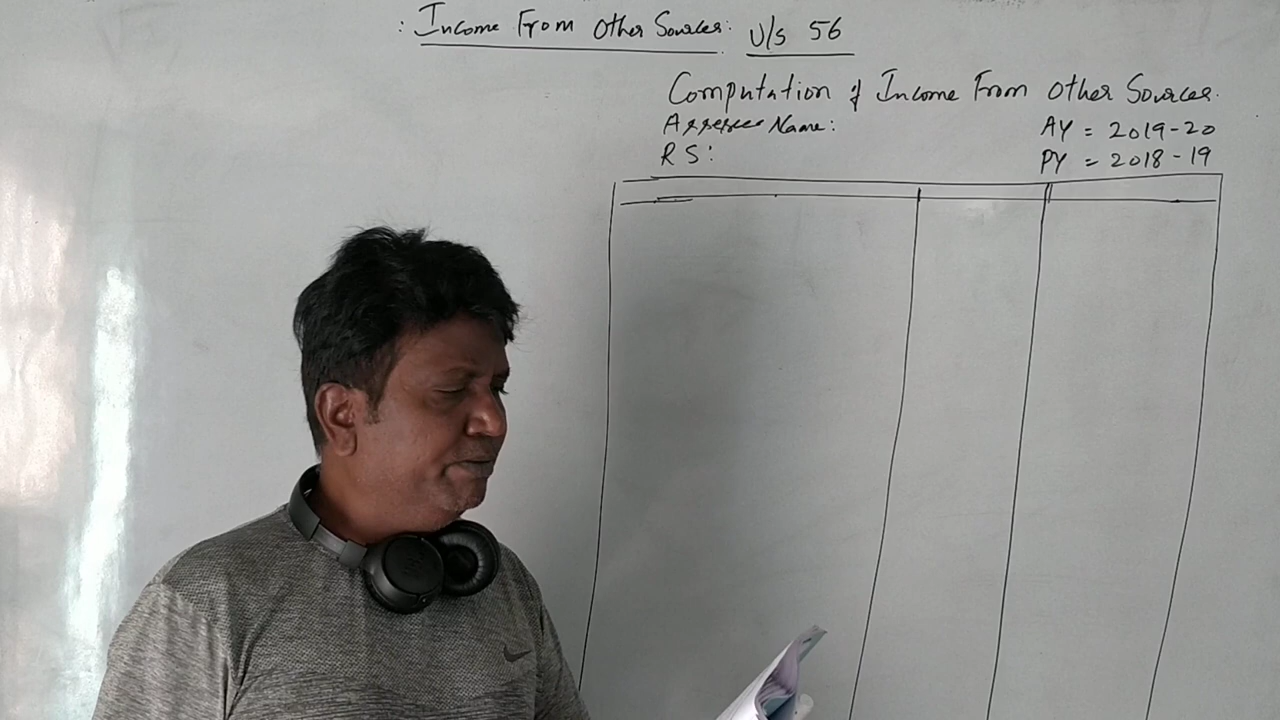 : Income From Other Sources: U/s 56
Computation of Income From Other Sources.
Assessee Name:
AY = 2019-20
RS:
PY = 2018-19